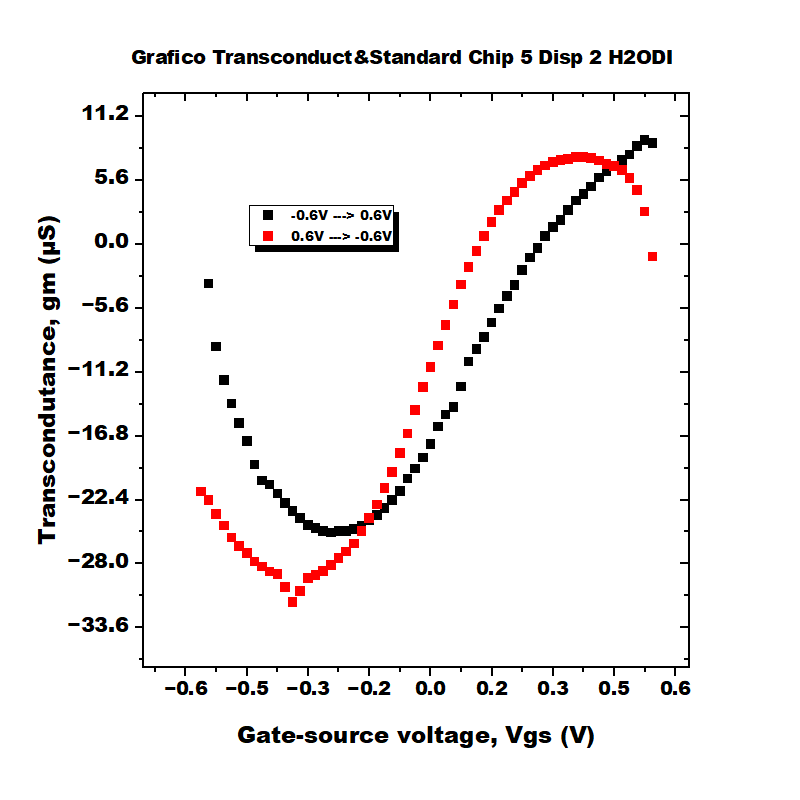 Grafico Transconduct&Standard Chip 5 Disp 2 H2ODI
11.2
5.6
0.0
−5.6
−11.2
−16.8
−22.4
−28.0
−33.6
-0.6V ---> 0.6V
0.6V ---> -0.6V
Transcondutance, gm (µS)
−0.6 −0.5 −0.3 −0.2 0.0 0.2 0.3 0.5 0.6
Gate-source voltage, Vgs (V)